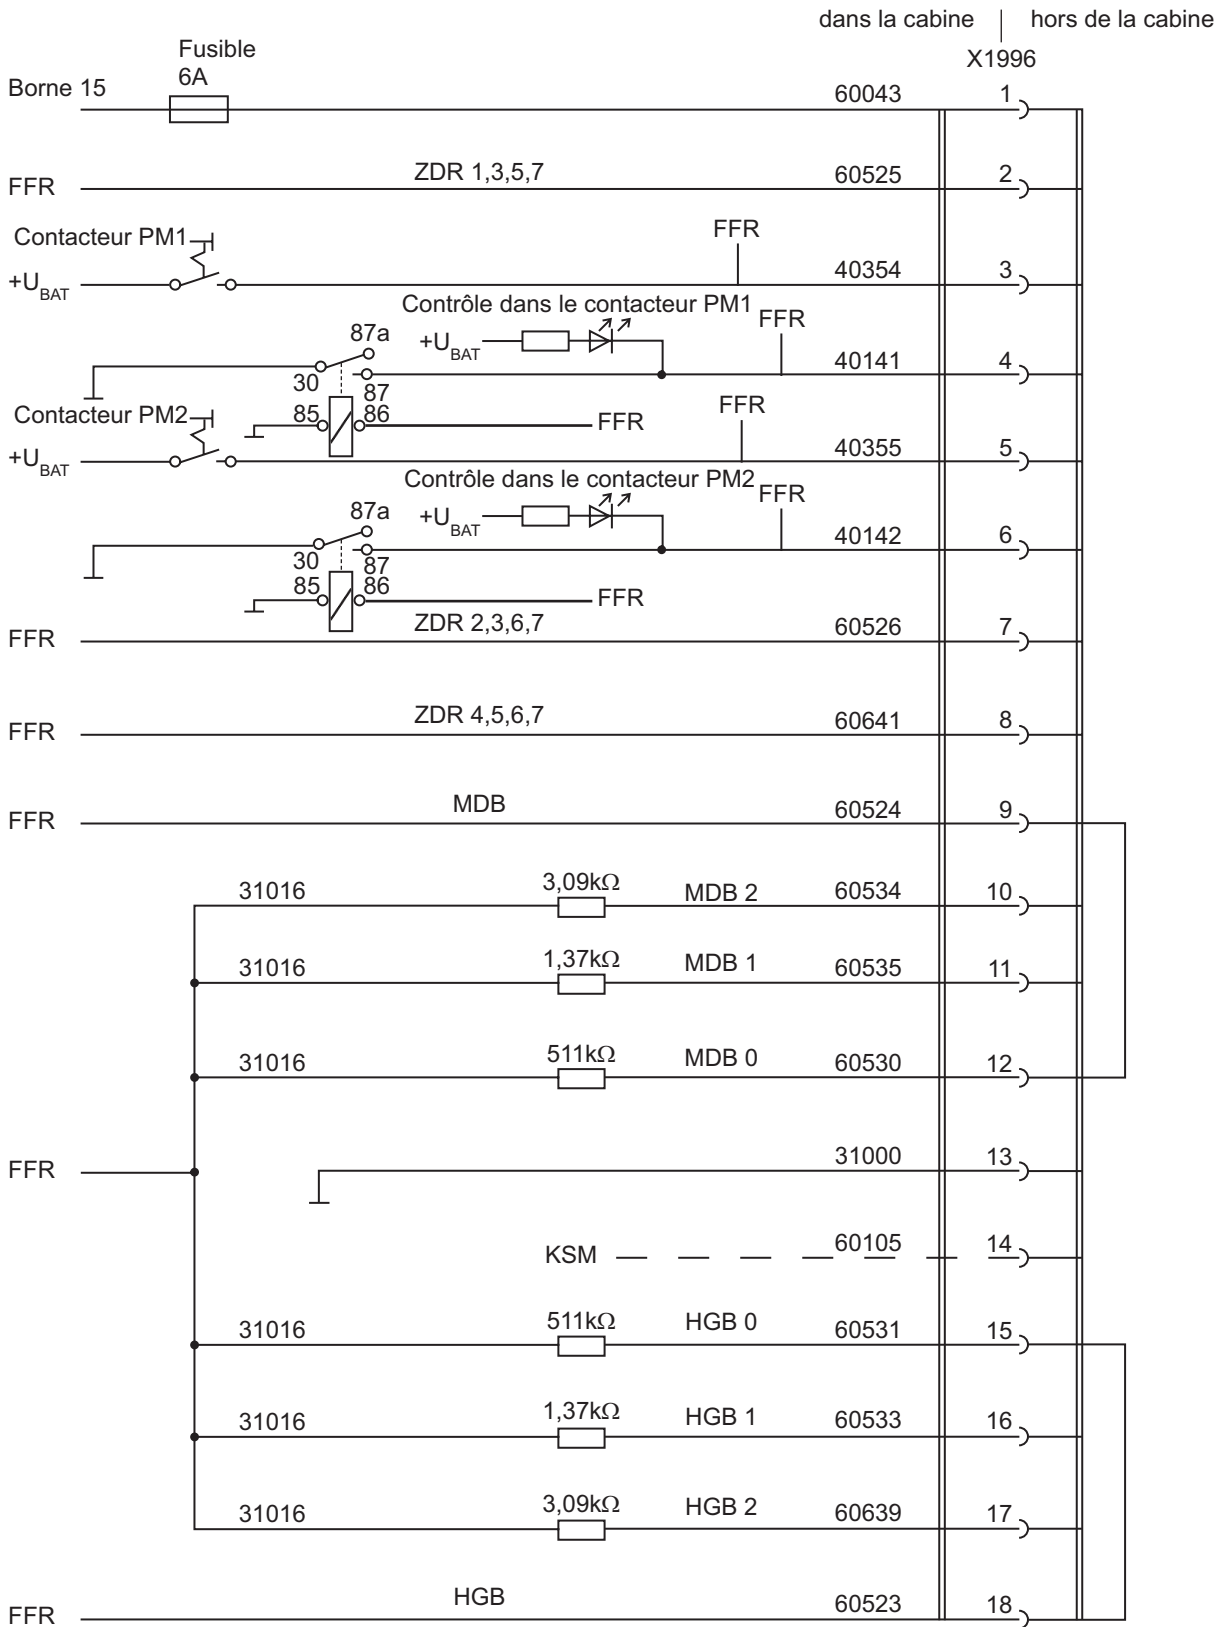 dans la cabine | hors de la cabine
X1996
Fusible
6A
Borne 15 60043 1
FFR ZDR 1,3,5,7 60525 2
Contacteur PM1 FFR
+UBAT 40354 3
Contrôle dans le contacteur PM1
87a +UBAT FFR
30 87 40141 4
85 86 FFR
Contacteur PM2 FFR
+UBAT 40355 5
Contrôle dans le contacteur PM2
87a +UBAT FFR
30 87 40142 6
85 86 FFR
FFR ZDR 2,3,6,7 60526 7
FFR ZDR 4,5,6,7 60641 8
FFR MDB 60524 9
31016 3,09kΩ MDB 2 60534 10
31016 1,37kΩ MDB 1 60535 11
31016 511kΩ MDB 0 60530 12
FFR 31000 13
KSM 60105 14
31016 511kΩ HGB 0 60531 15
31016 1,37kΩ HGB 1 60533 16
31016 3,09kΩ HGB 2 60639 17
FFR HGB 60523 18